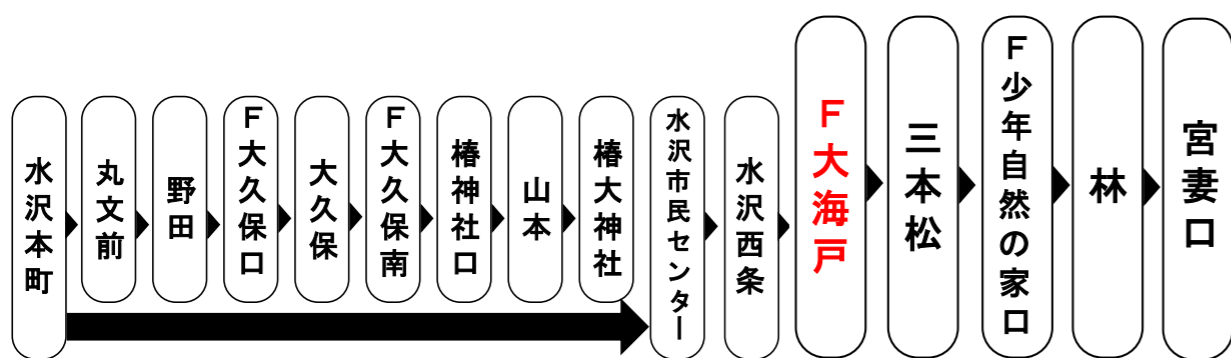 水沢本町
丸文前
野田
F大久保口
大久保
F大久保南
椿神社口
山本
椿大神社
水沢市民センター
水沢西条
F大海戸
三本松
F少年自然の家口
林
宮妻口